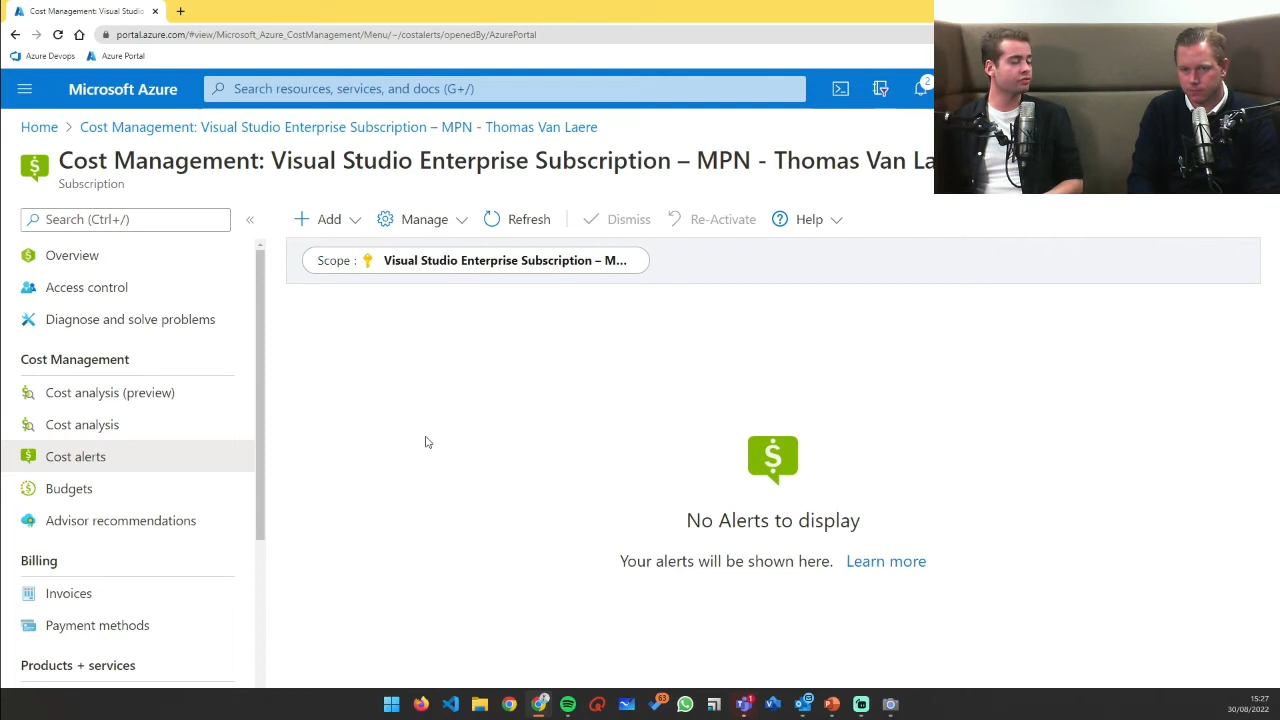 Cost Management: Visual Studio
portal.azure.com/#view/Microsoft_Azure_CostManagement/Menu/~/costalerts/openedBy/AzurePortal
Azure Devops Azure Portal
Microsoft Azure Search resources, services, and docs (G+/) 2
Home > Cost Management: Visual Studio Enterprise Subscription – MPN - Thomas Van Laere
Cost Management: Visual Studio Enterprise Subscription – MPN - Thomas Van La
Subscription
Search (Ctrl+/) « Add Manage Refresh Dismiss Re-Activate Help
Overview
Scope : Visual Studio Enterprise Subscription – M...
Access control
Diagnose and solve problems
Cost Management
Cost analysis (preview)
Cost analysis
Cost alerts
Budgets
Advisor recommendations
Billing
Invoices
Payment methods
Products + services
$
No Alerts to display
Your alerts will be shown here. Learn more
63
1
15:27
30/08/2022